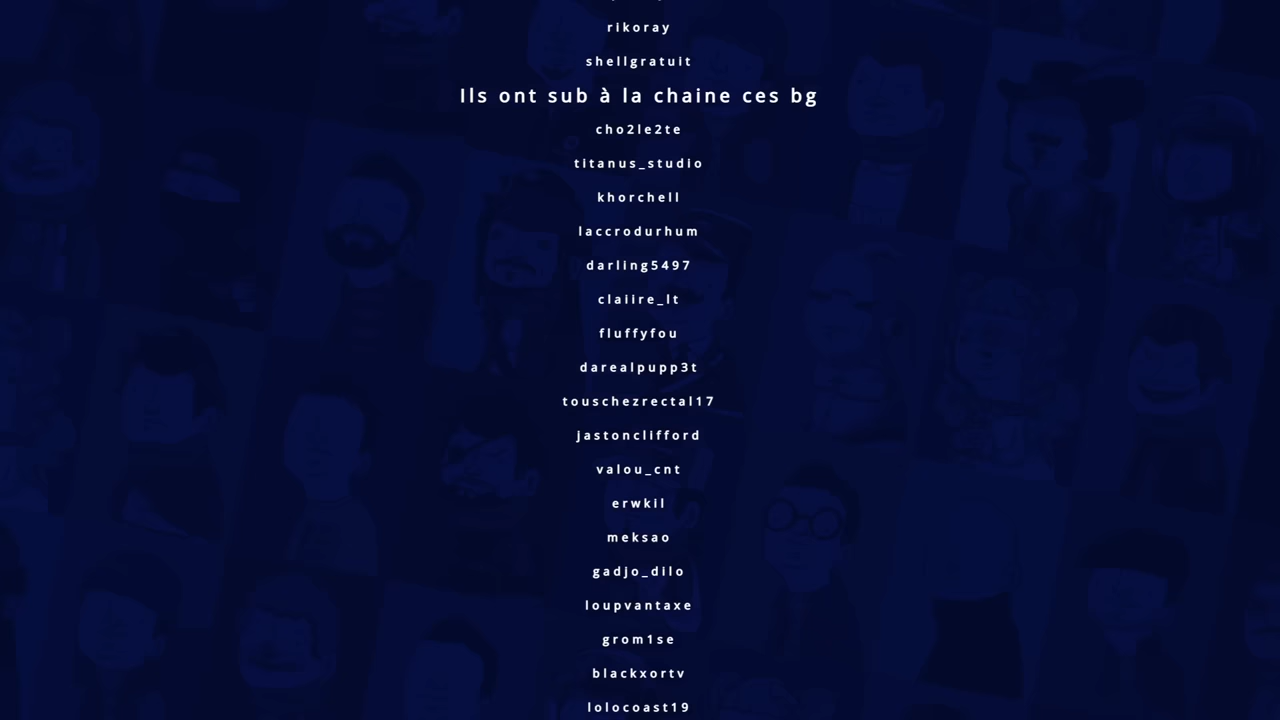 rikoray
shellgratuit
Ils ont sub à la chaine ces bg
cho2le2te
titanus_studio
khorchell
laccrodurhum
darling5497
claiire_lt
fluffyfou
darealpupp3t
touschezrectal17
jastonclifford
valou_cnt
erwkil
meksao
gadjo_dilo
loupvantaxe
grom1se
blackxortv
lolocoast19